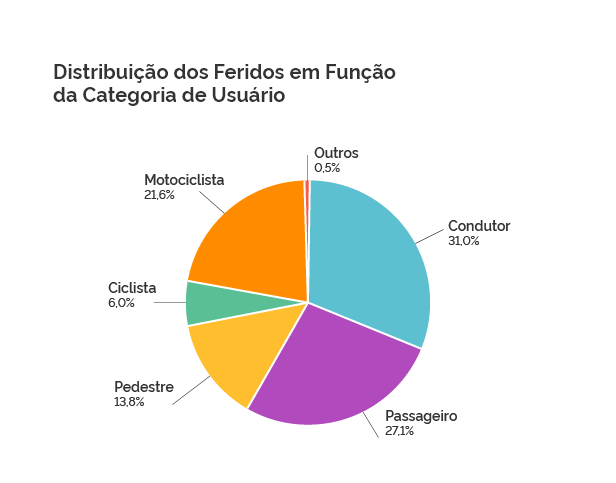 Distribuição dos Feridos em Função
da Categoria de Usuário
Outros
0,5%
Motociclista
21,6%
Condutor
31,0%
Ciclista
6,0%
Pedestre
13,8%
Passageiro
27,1%